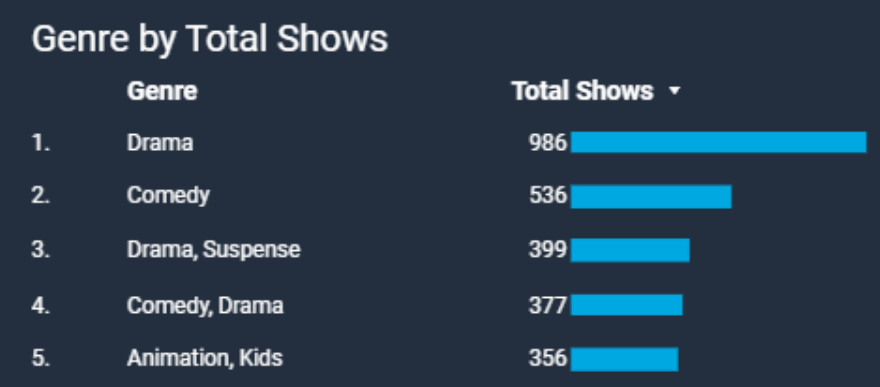 Genre by Total Shows
Genre Total Shows
1. Drama 986
2. Comedy 536
3. Drama, Suspense 399
4. Comedy, Drama 377
5. Animation, Kids 356